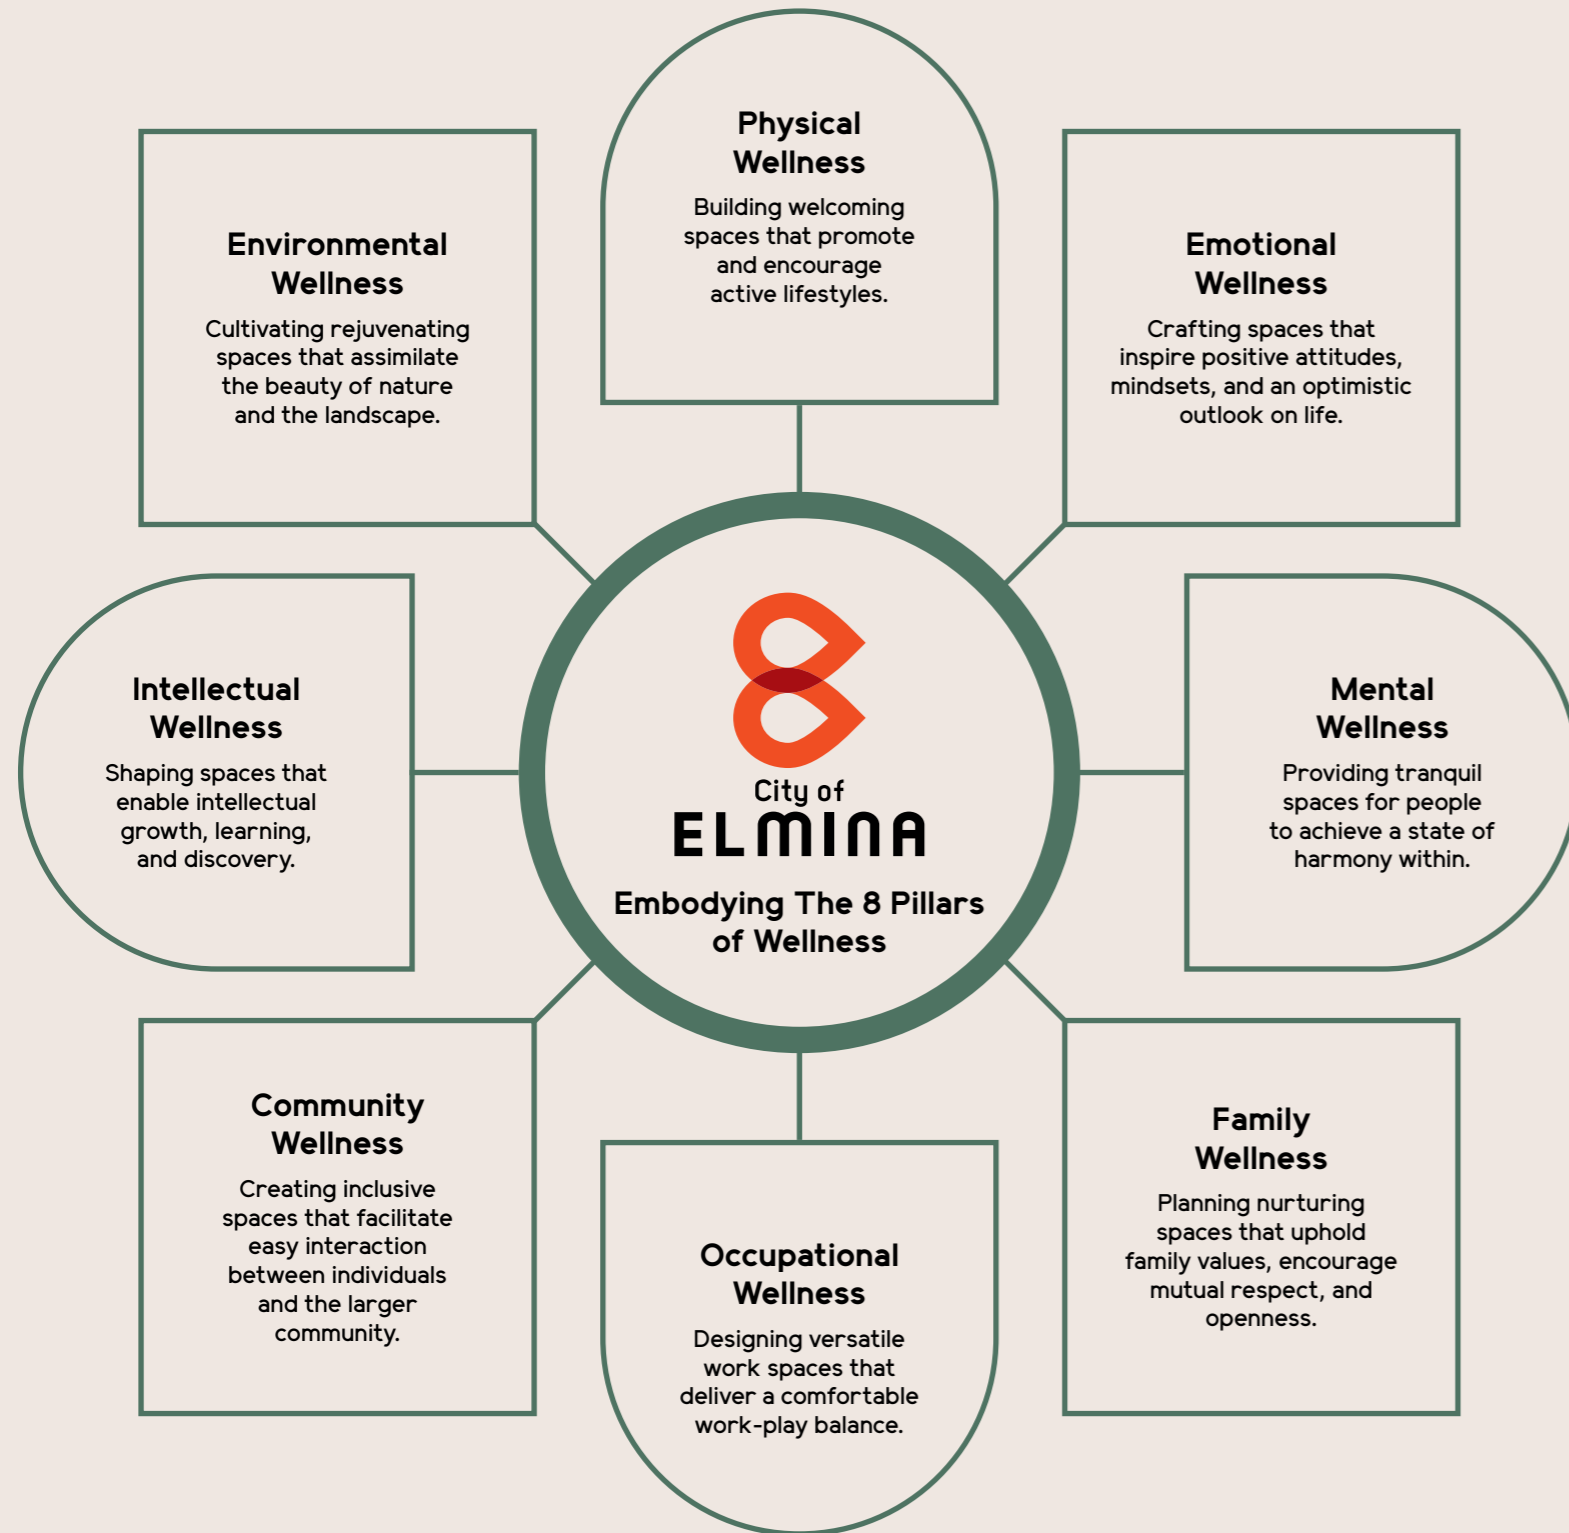 Physical
Wellness
Building welcoming
spaces that promote
and encourage
active lifestyles.
Environmental
Wellness
Cultivating rejuvenating
spaces that assimilate
the beauty of nature
and the landscape.
Emotional
Wellness
Crafting spaces that
inspire positive attitudes,
mindsets, and an optimistic
outlook on life.
Intellectual
Wellness
Shaping spaces that
enable intellectual
growth, learning,
and discovery.
City of
ELMINA
Embodying The 8 Pillars
of Wellness
Mental
Wellness
Providing tranquil
spaces for people
to achieve a state of
harmony within.
Community
Wellness
Creating inclusive
spaces that facilitate
easy interaction
between individuals
and the larger
community.
Occupational
Wellness
Designing versatile
work spaces that
deliver a comfortable
work-play balance.
Family
Wellness
Planning nurturing
spaces that uphold
family values, encourage
mutual respect, and
openness.